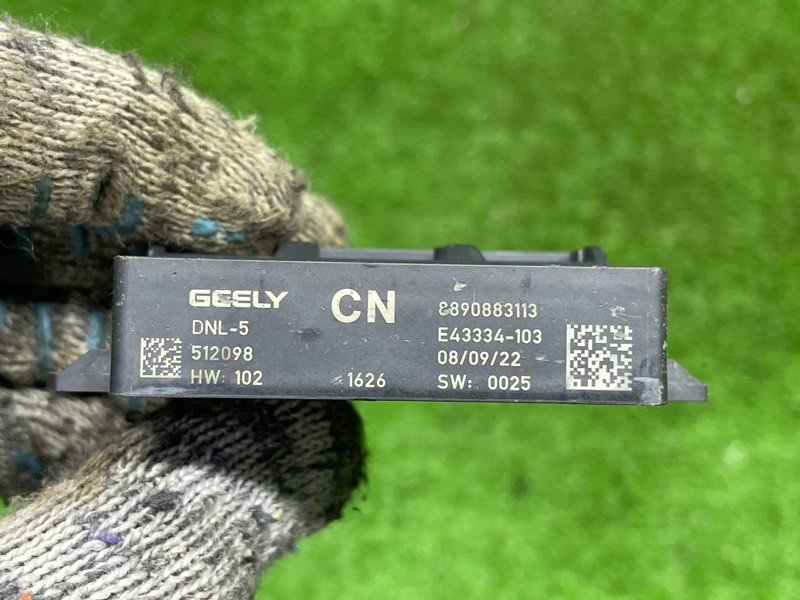 GEELY CN 8890883113
DNL-5 E43334-103
512098 08/09/22
HW: 102 1626 SW: 0025